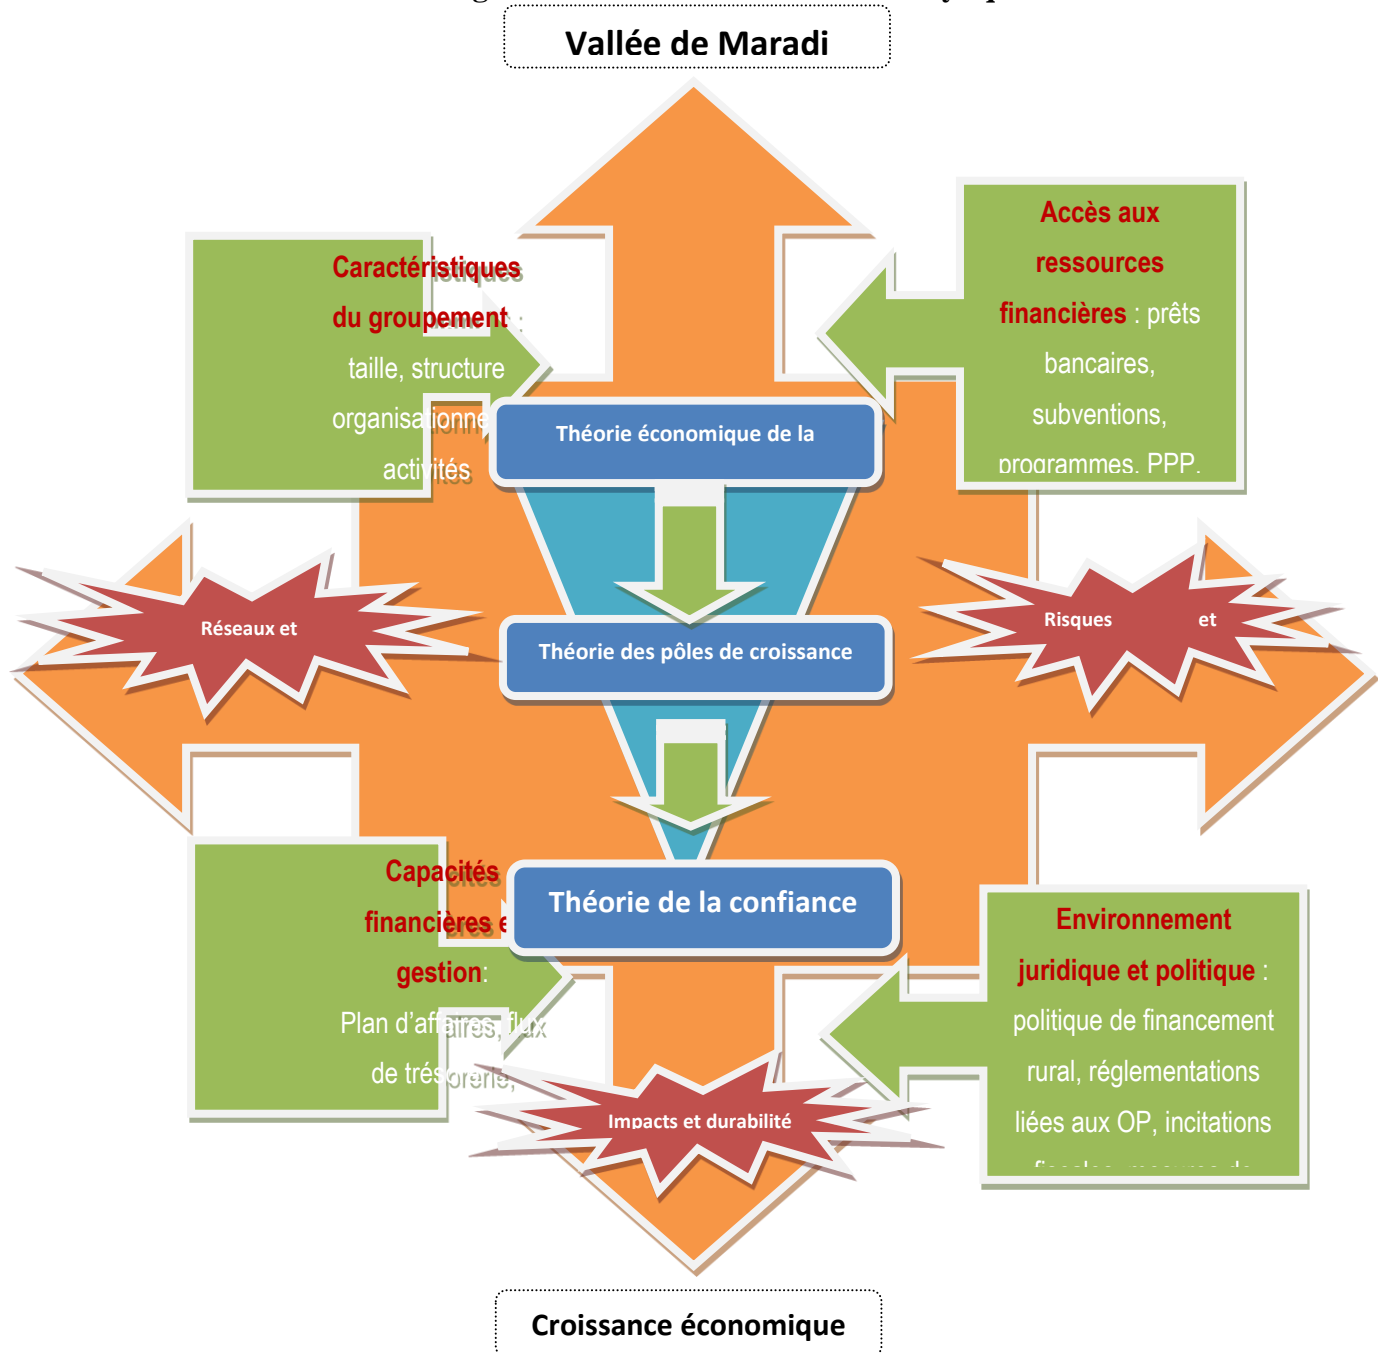 Vallée de Maradi
Caractéristiques
du groupement :
taille, structure
activités
Accès aux
ressources
financières : prêts
bancaires,
subventions,
programmes, PPP,
Théorie économique de la
Réseaux et
Théorie des pôles de croissance
Risques et
Capacités
financières e
gestion:
Plan d’affaires, flux
de trésorerie,
Théorie de la confiance
Environnement
juridique et politique :
politique de financement
rural, réglementations
liées aux OP, incitations
Impacts et durabilité
Croissance économique